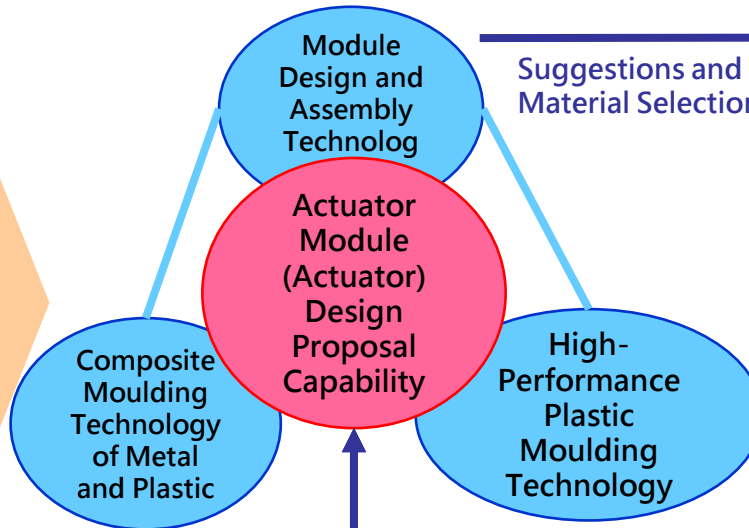 Module
Design and
Assembly
Technolog
Suggestions and
Material Selection
Actuator
Module
(Actuator)
Design
Proposal
Capability
Composite
Moulding
Technology
of Metal
and Plastic
High-
Performance
Plastic
Moulding
Technology